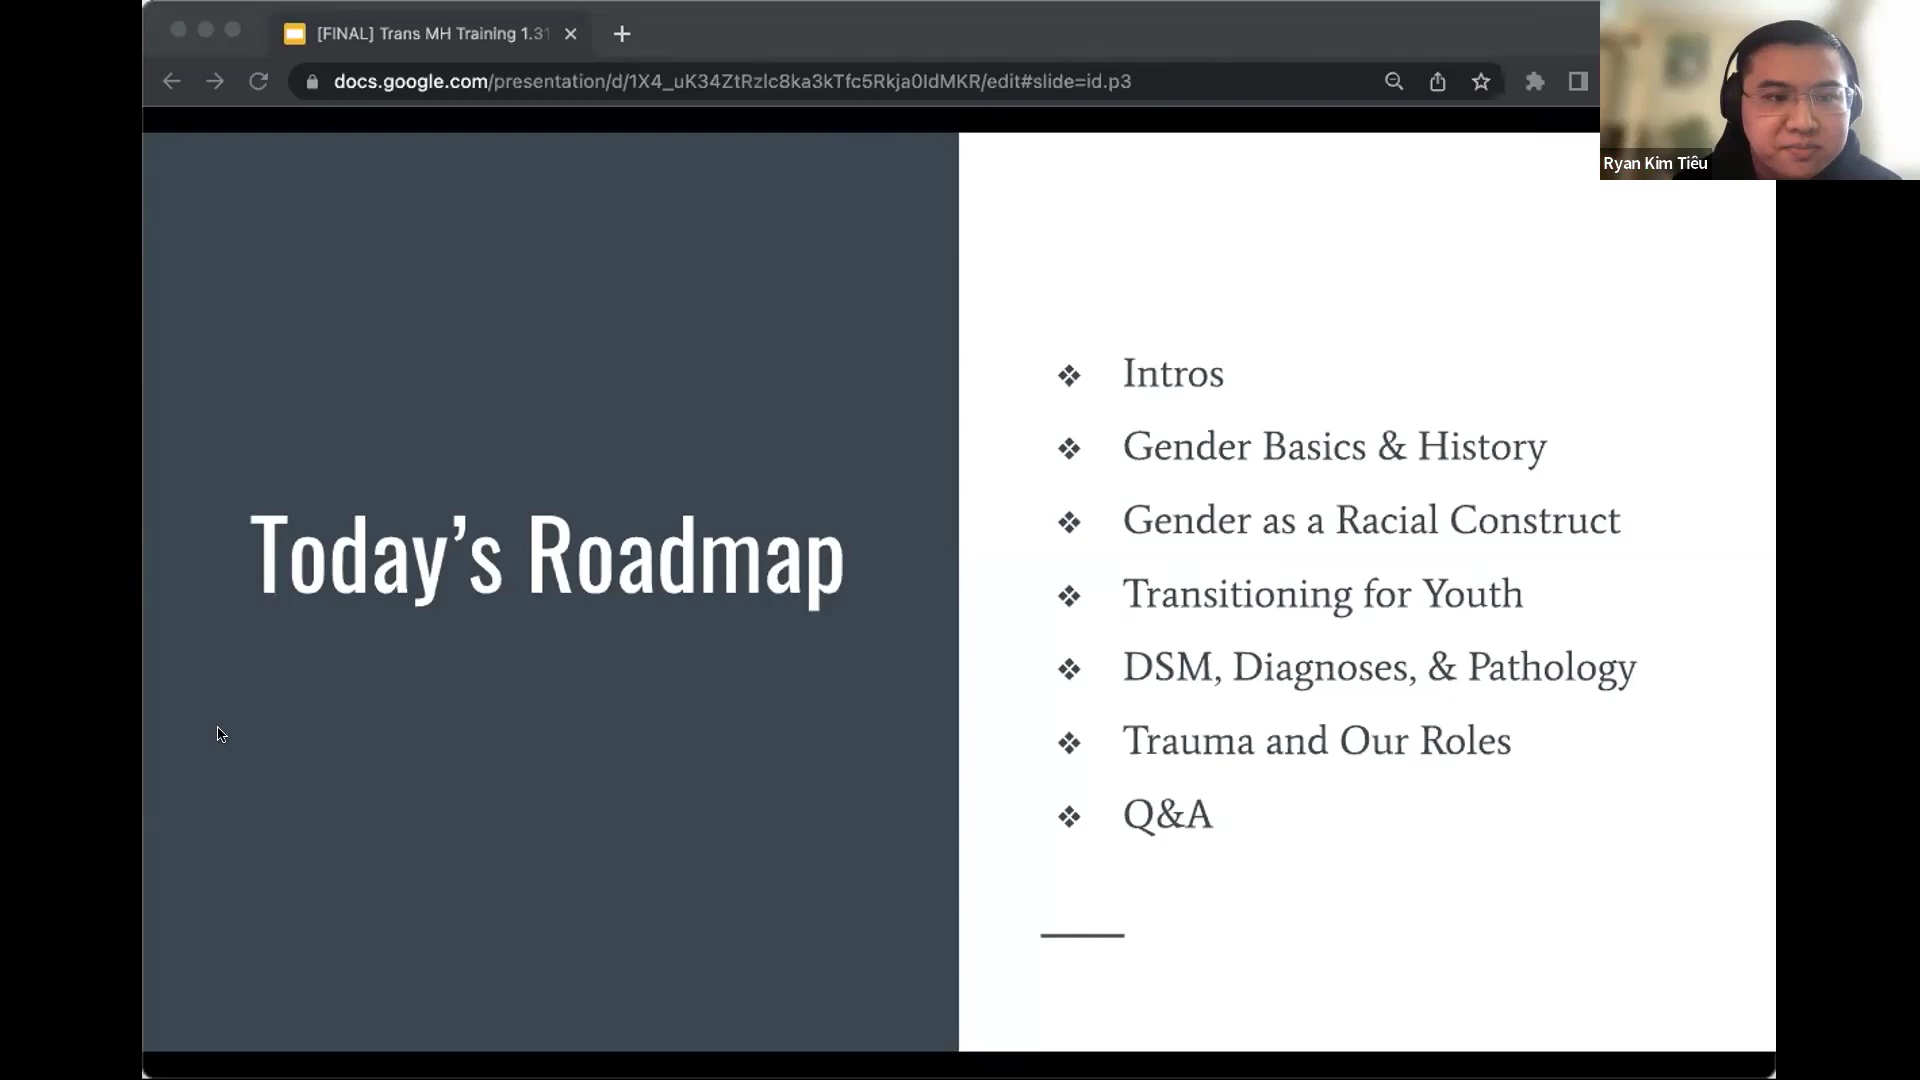 [FINAL] Trans MH Training 1.31
docs.google.com/presentation/d/1X4_uK34ZtRzlc8ka3kTfc5Rkja0IdMKR/edit#slide=id.p3
Ryan Kim Tiêu
Today’s Roadmap
❖ Intros
❖ Gender Basics & History
❖ Gender as a Racial Construct
❖ Transitioning for Youth
❖ DSM, Diagnoses, & Pathology
❖ Trauma and Our Roles
❖ Q&A